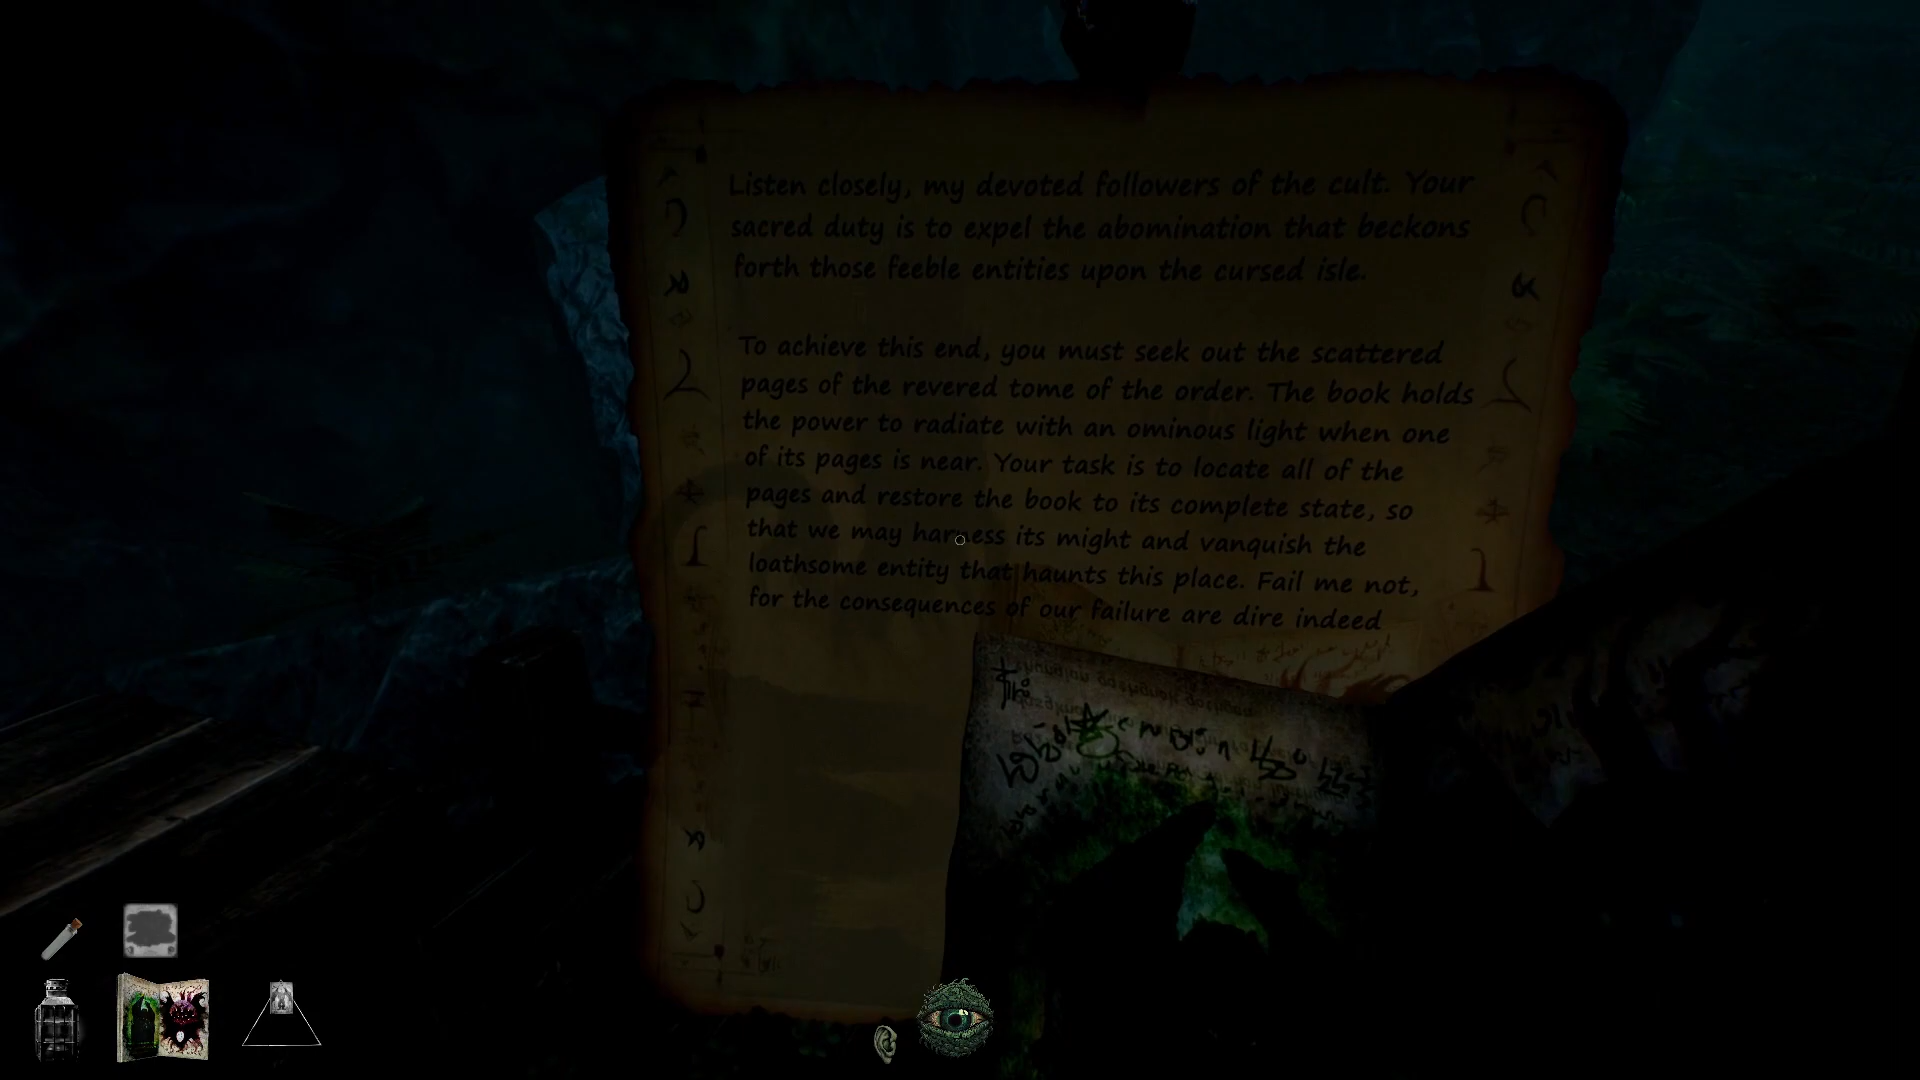 Listen closely, my devoted followers of the cult. Your
sacred duty is to expel the abomination that beckons
forth those feeble entities upon the cursed isle.
To achieve this end, you must seek out the scattered
pages of the revered tome of the order. The book holds
the power to radiate with an ominous light when one
of its pages is near. Your task is to locate all of the
pages and restore the book to its complete state, so
that we may harness its might and vanquish the
loathsome entity that haunts this place. Fail me not,
for the consequences of our failure are dire indeed